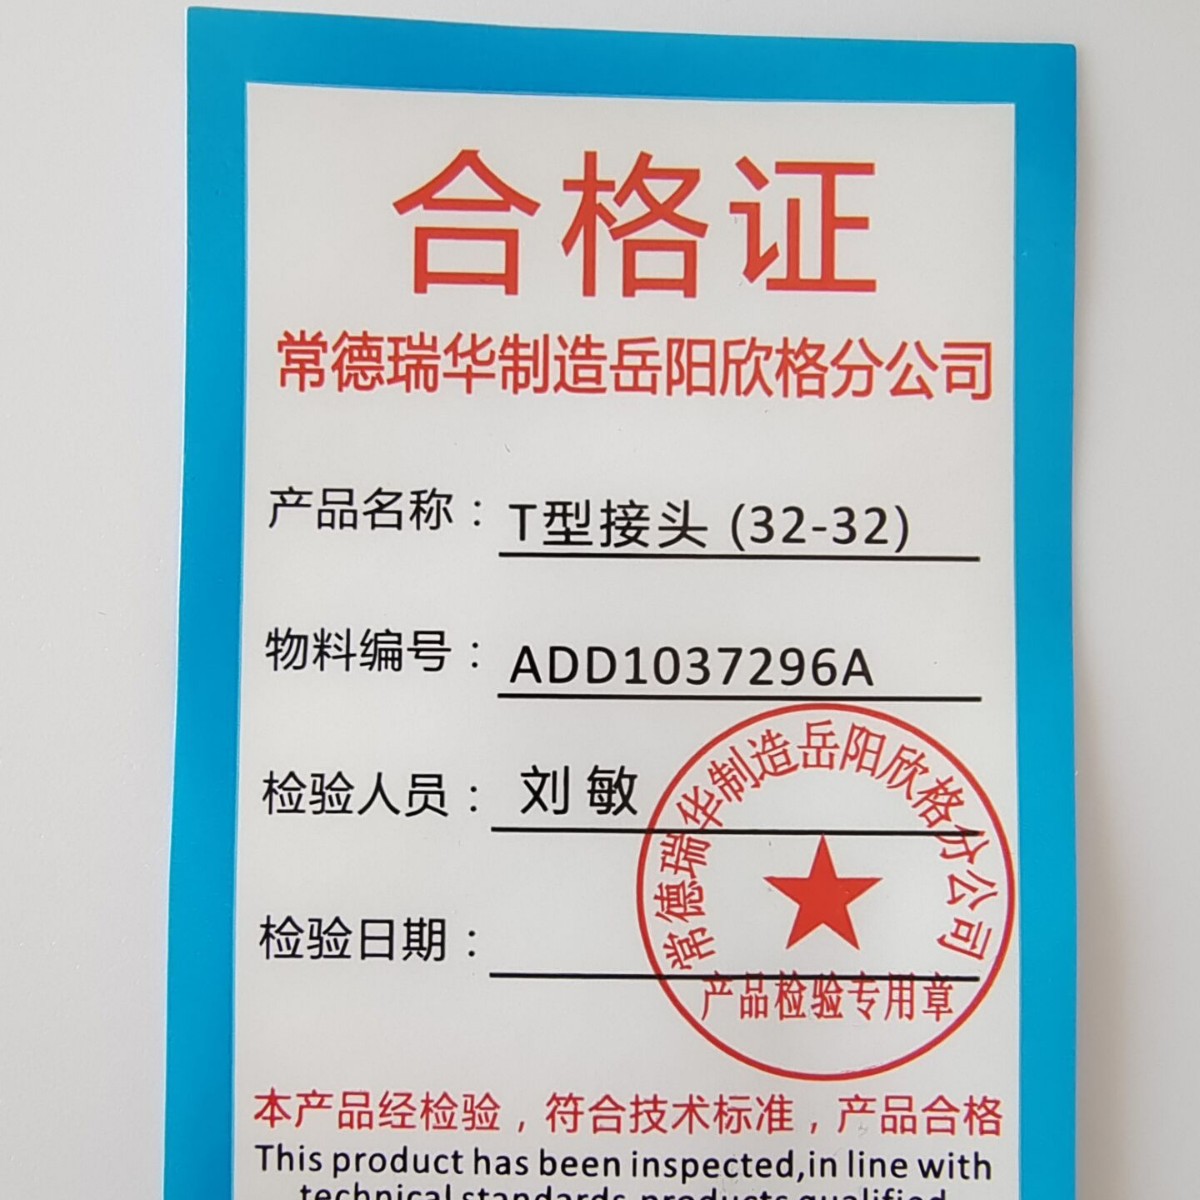 合格证
常德瑞华制造岳阳欣格分公司
产品名称：T型接头 (32-32)
物料编号：ADD1037296A
检验人员：刘敏
检验日期：
常德瑞华制造岳阳欣格分公司
产品检验专用章
本产品经检验，符合技术标准，产品合格
This product has been inspected,in line with
technical standards,products qualified